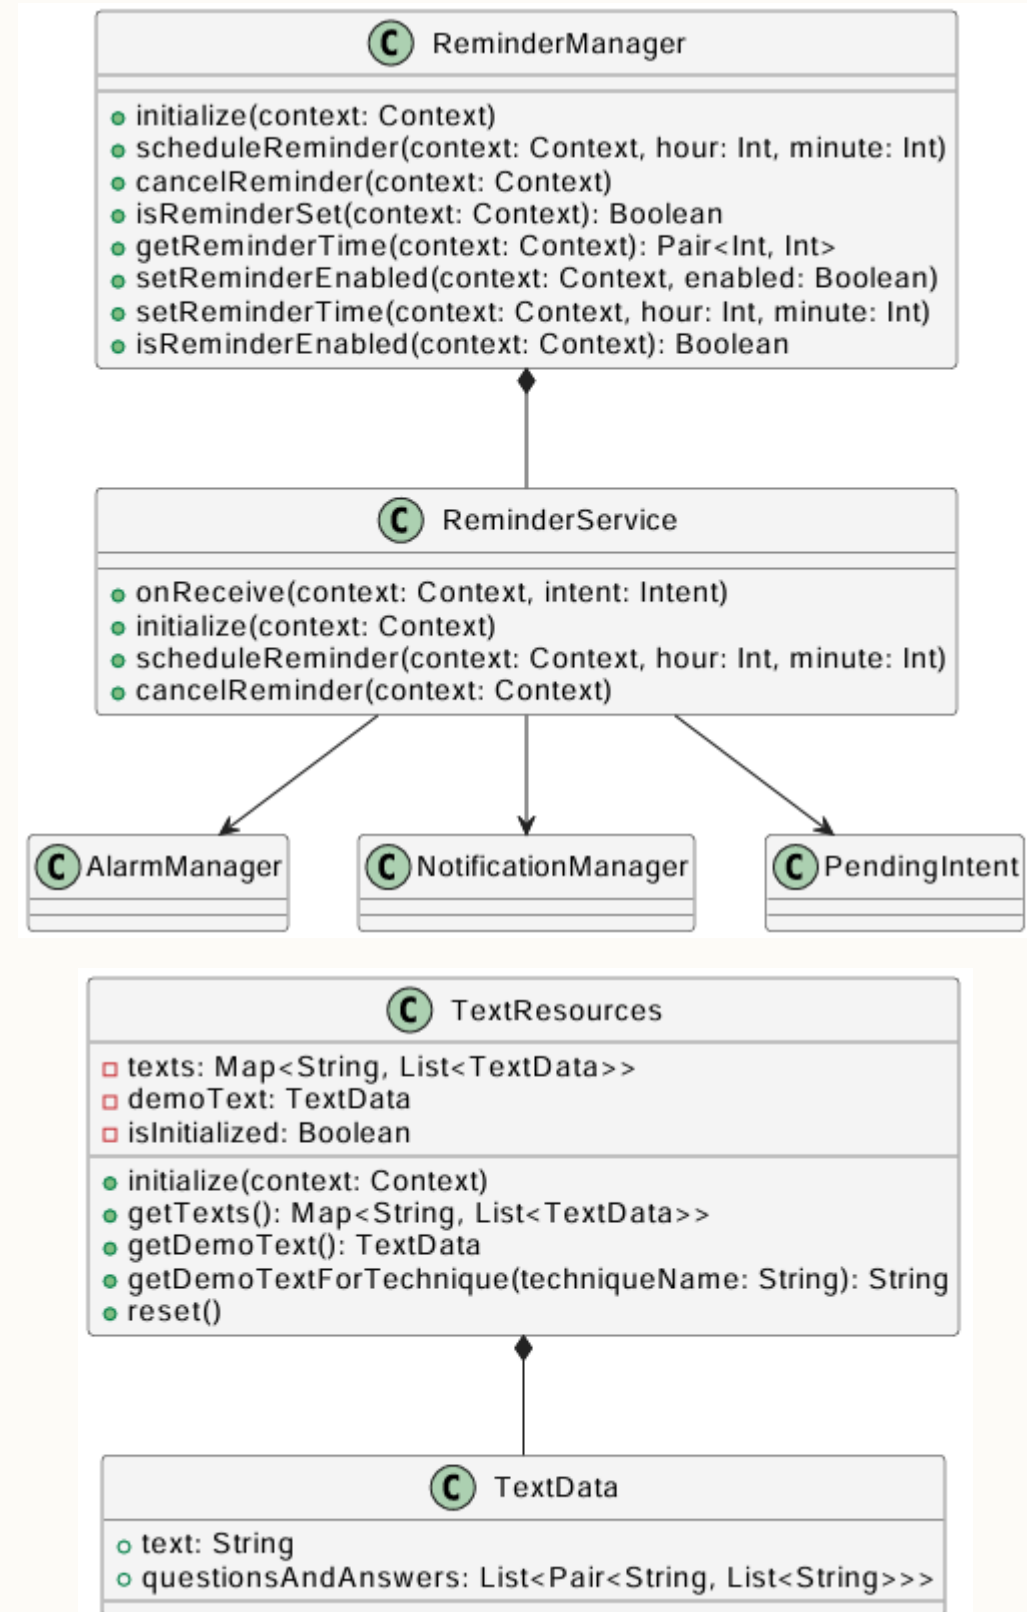 C ReminderManager
initialize(context: Context)
scheduleReminder(context: Context, hour: Int, minute: Int)
cancelReminder(context: Context)
isReminderSet(context: Context): Boolean
getReminderTime(context: Context): Pair<Int, Int>
setReminderEnabled(context: Context, enabled: Boolean)
setReminderTime(context: Context, hour: Int, minute: Int)
isReminderEnabled(context: Context): Boolean
C ReminderService
onReceive(context: Context, intent: Intent)
initialize(context: Context)
scheduleReminder(context: Context, hour: Int, minute: Int)
cancelReminder(context: Context)
C AlarmManager
C NotificationManager
C PendingIntent
C TextResources
texts: Map<String, List<TextData>>
demoText: TextData
isInitialized: Boolean
initialize(context: Context)
getTexts(): Map<String, List<TextData>>
getDemoText(): TextData
getDemoTextForTechnique(techniqueName: String): String
reset()
C TextData
text: String
questionsAndAnswers: List<Pair<String, List<String>>>